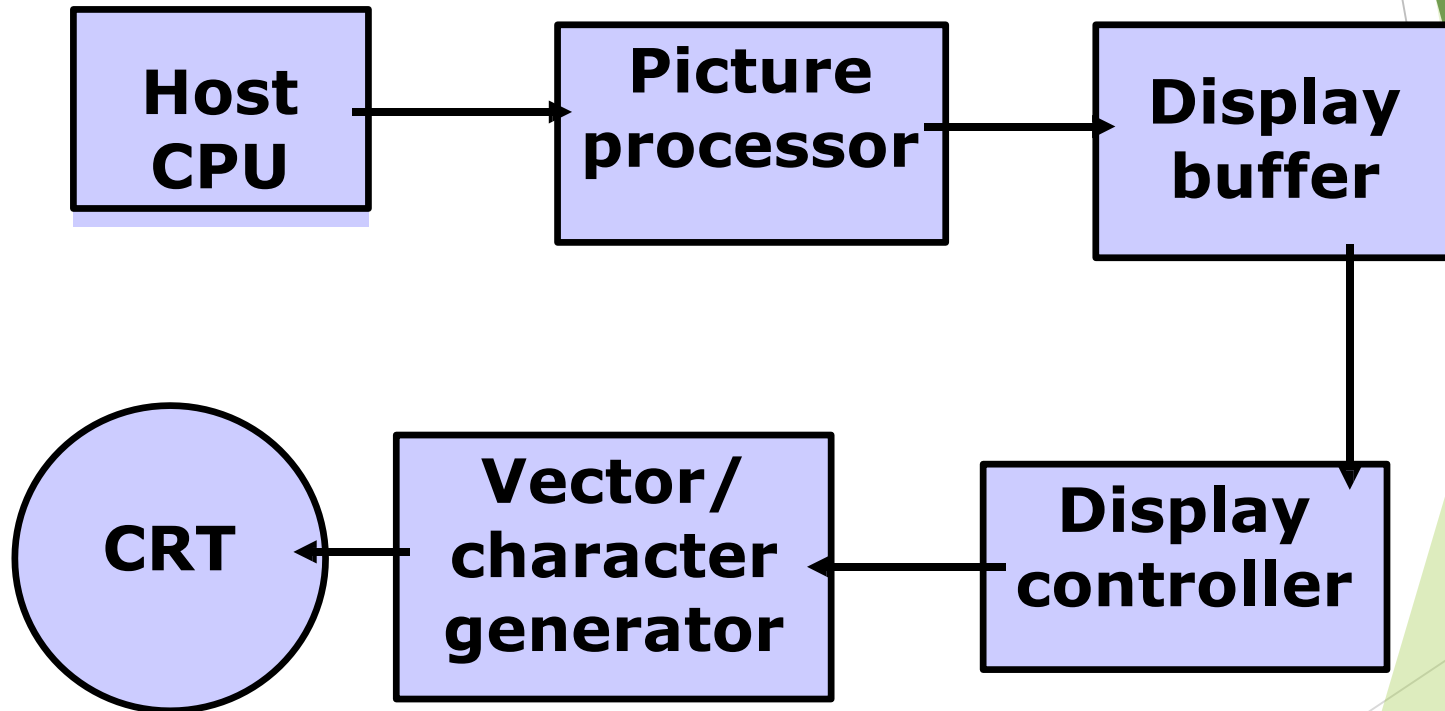 Host
CPU
Picture
processor
Display
buffer
Display
controller
Vector/
character
generator
CRT